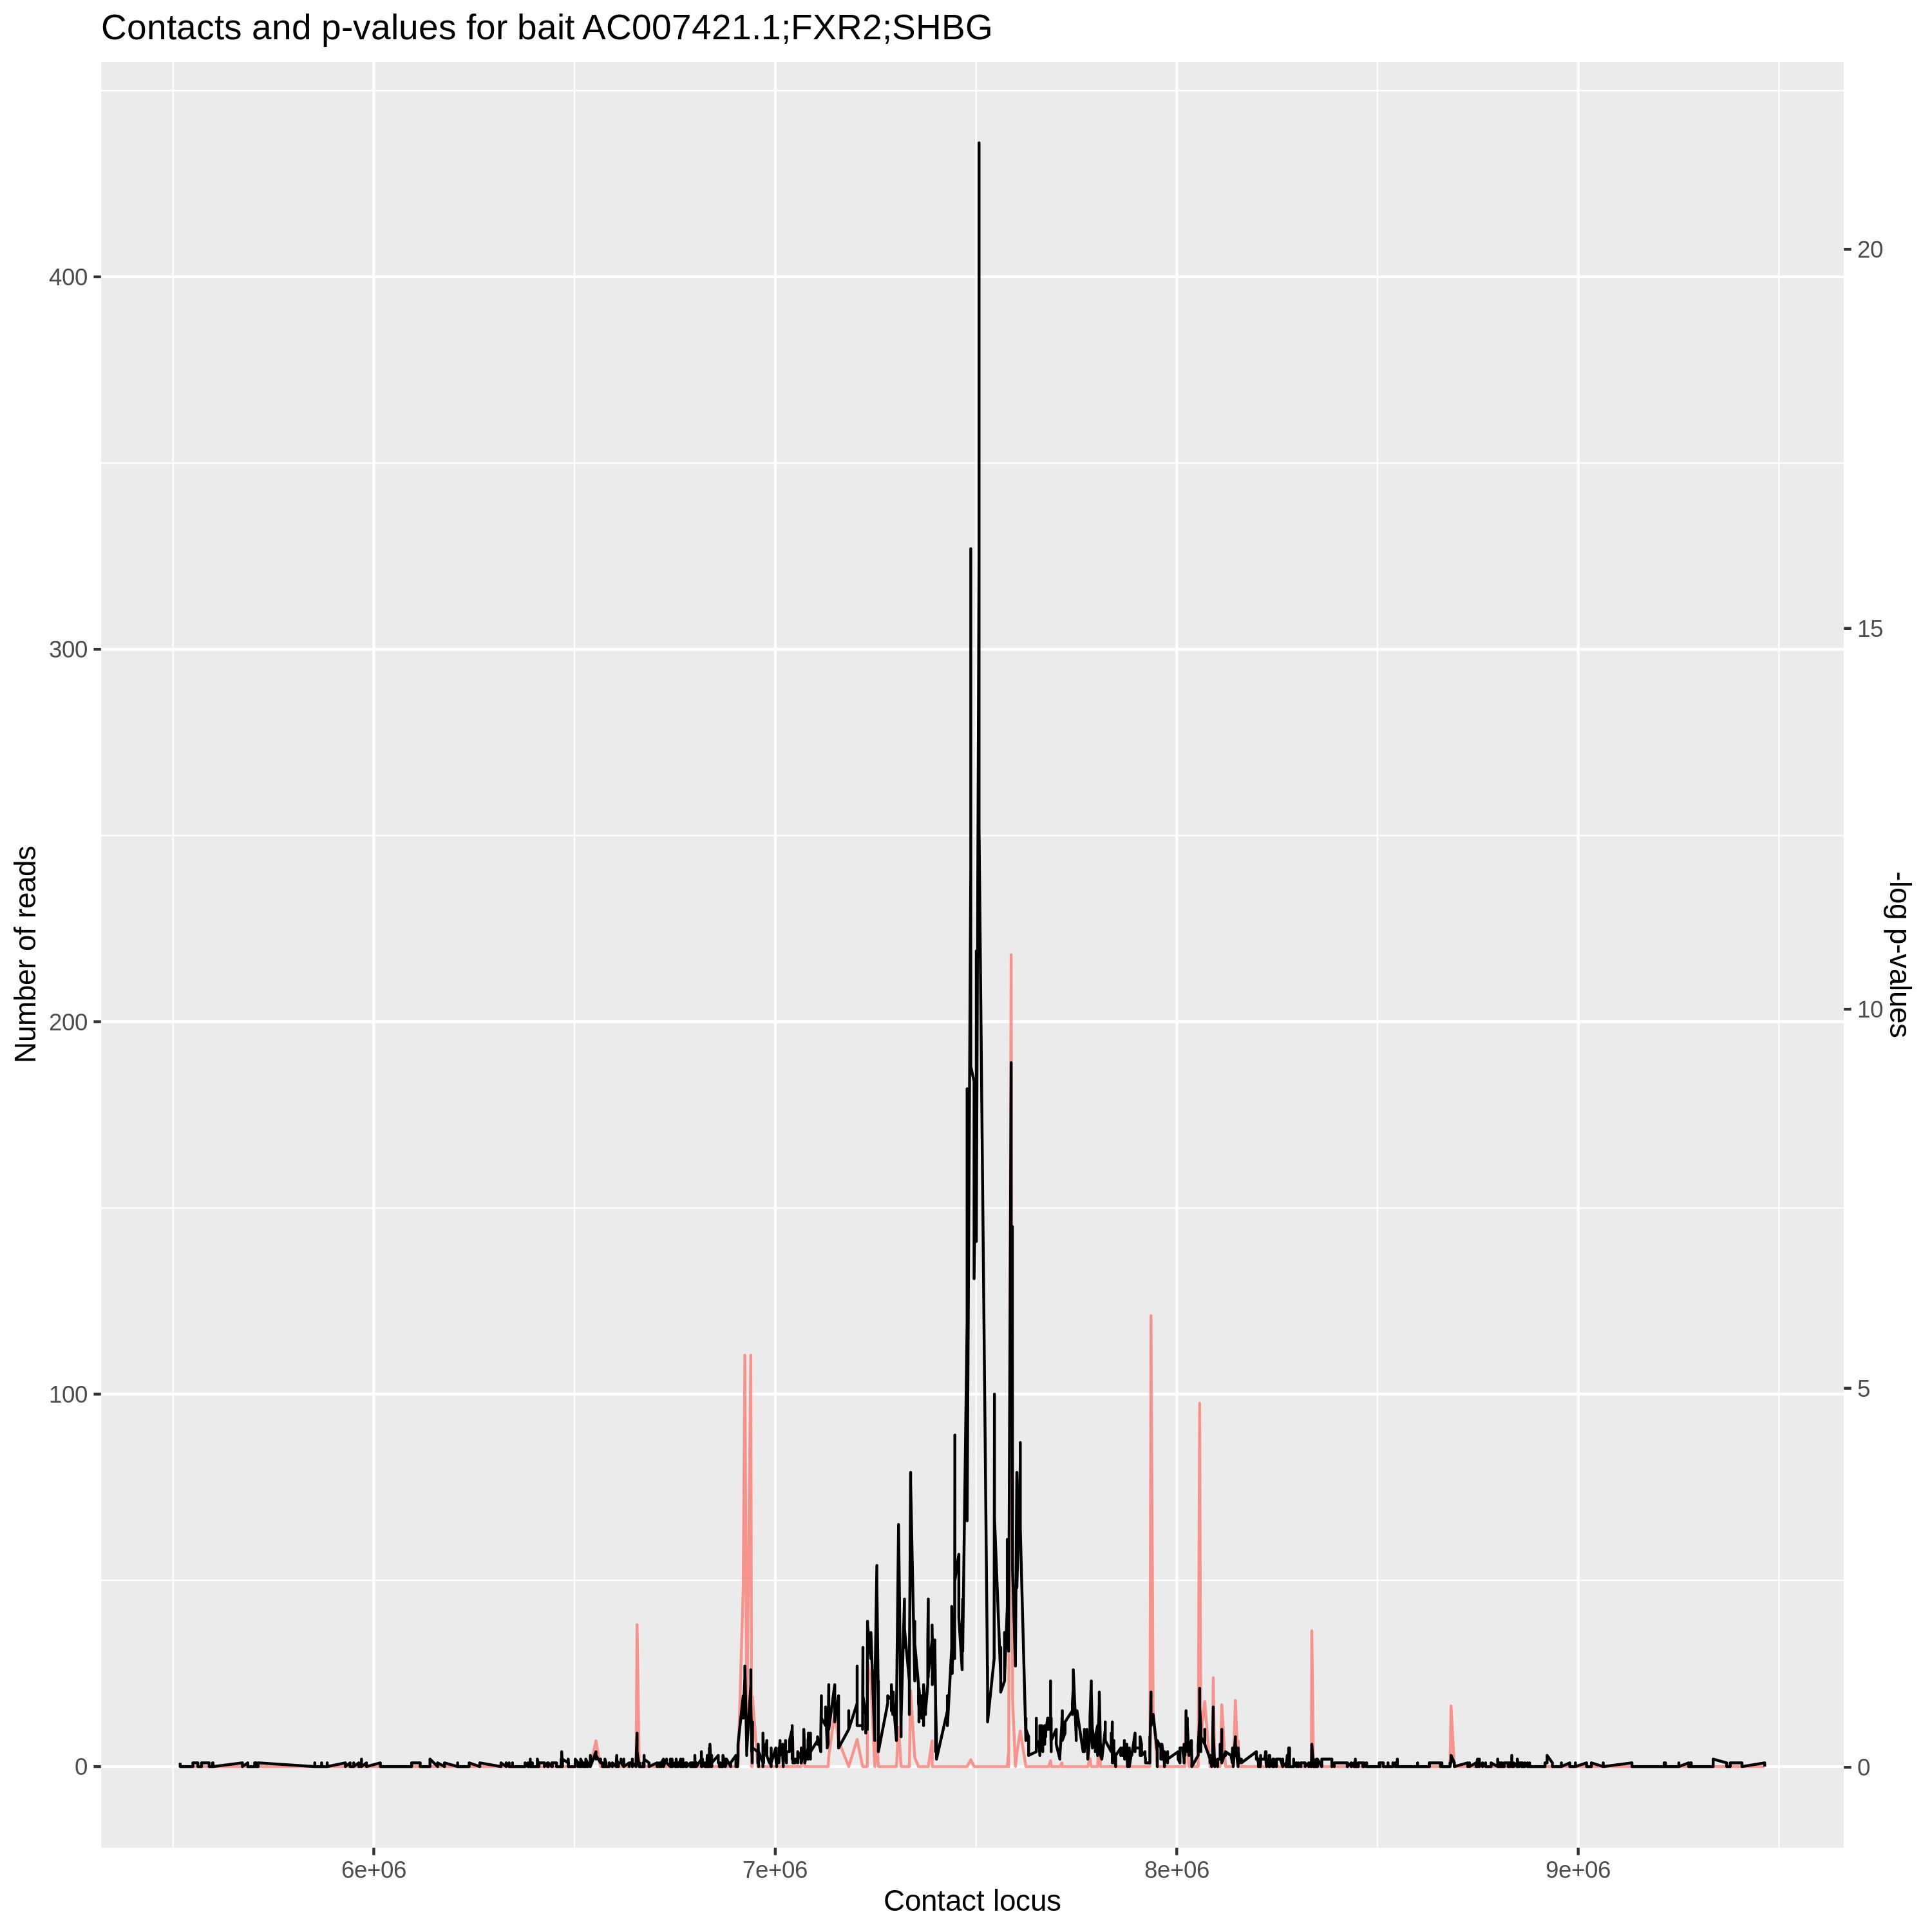 Contacts and p-values for bait AC007421.1;FXR2;SHBG
Number of reads
400
300
200
100
0
20
15
10
5
0
-log p-values
6e+06
7e+06
8e+06
9e+06
Contact locus